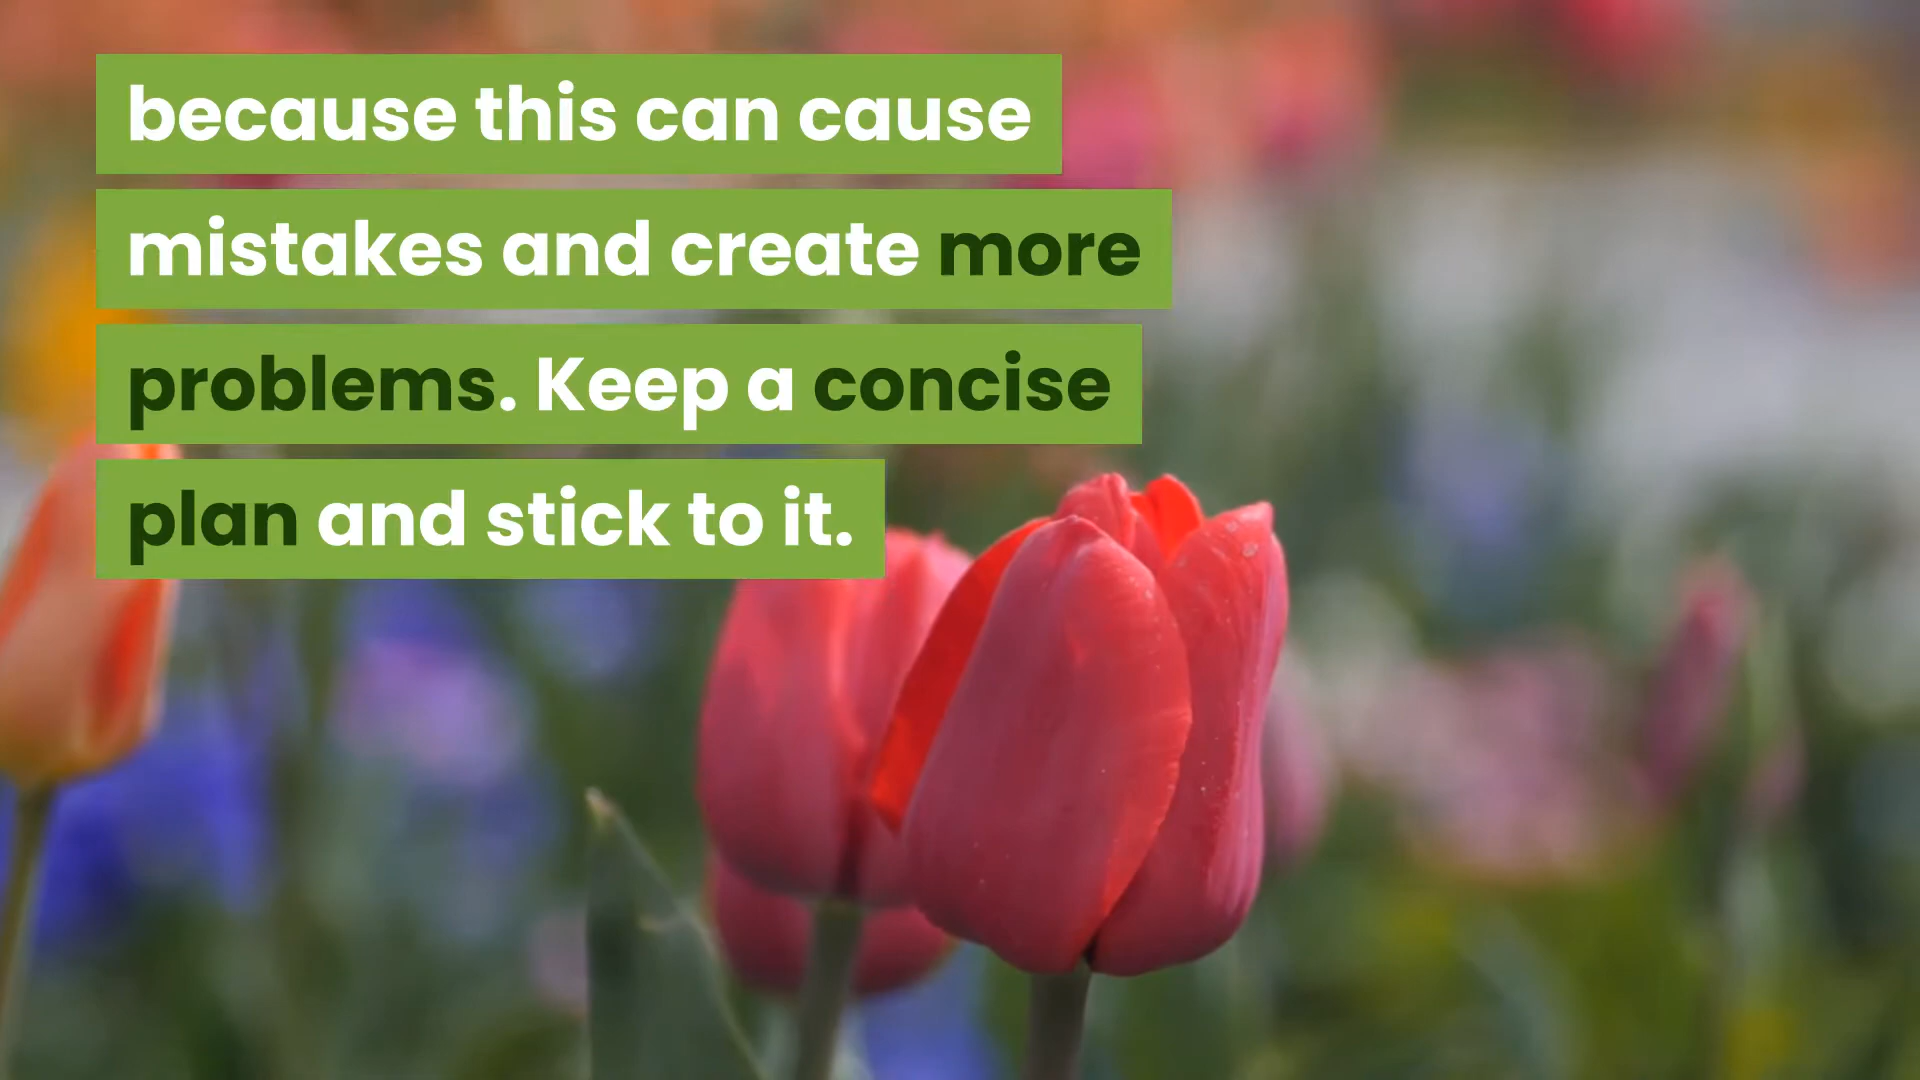 because this can cause
mistakes and create more
problems. Keep a concise
plan and stick to it.